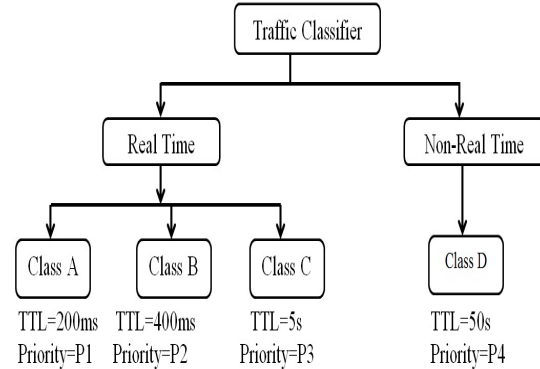 Traffic Classifier
Real Time
Non-Real Time
Class A
Class B
Class C
Class D
TTL=200ms
TTL=400ms
TTL=5s
TTL=50s
Priority=P1
Priority=P2
Priority=P3
Priority=P4